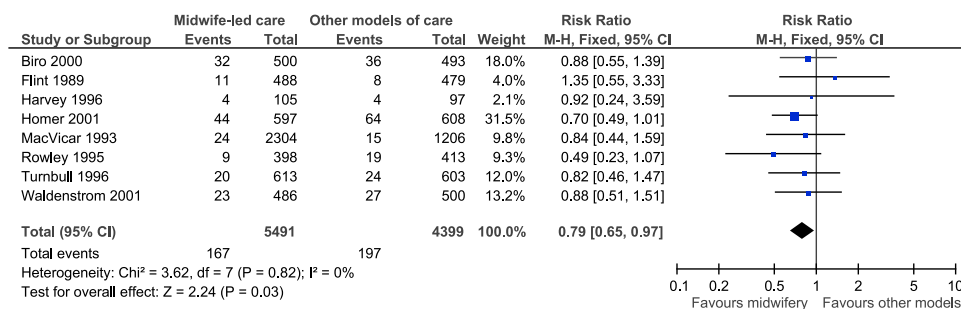 Midwife-led care Other models of care Risk Ratio Risk Ratio
Study or Subgroup Events Total Events Total Weight M-H, Fixed, 95% CI M-H, Fixed, 95% CI
Biro 2000 32 500 36 493 18.0% 0.88 [0.55, 1.39]
Flint 1989 11 488 8 479 4.0% 1.35 [0.55, 3.33]
Harvey 1996 4 105 4 97 2.1% 0.92 [0.24, 3.59]
Homer 2001 44 597 64 608 31.5% 0.70 [0.49, 1.01]
MacVicar 1993 24 2304 15 1206 9.8% 0.84 [0.44, 1.59]
Rowley 1995 9 398 19 413 9.3% 0.49 [0.23, 1.07]
Turnbull 1996 20 613 24 603 12.0% 0.82 [0.46, 1.47]
Waldenstrom 2001 23 486 27 500 13.2% 0.88 [0.51, 1.51]
Total (95% CI) 5491 4399 100.0% 0.79 [0.65, 0.97]
Total events 167 197
Heterogeneity: Chi² = 3.62, df = 7 (P = 0.82); I² = 0%
Test for overall effect: Z = 2.24 (P = 0.03)
0.1 0.2 0.5 1 2 5 10
Favours midwifery Favours other models